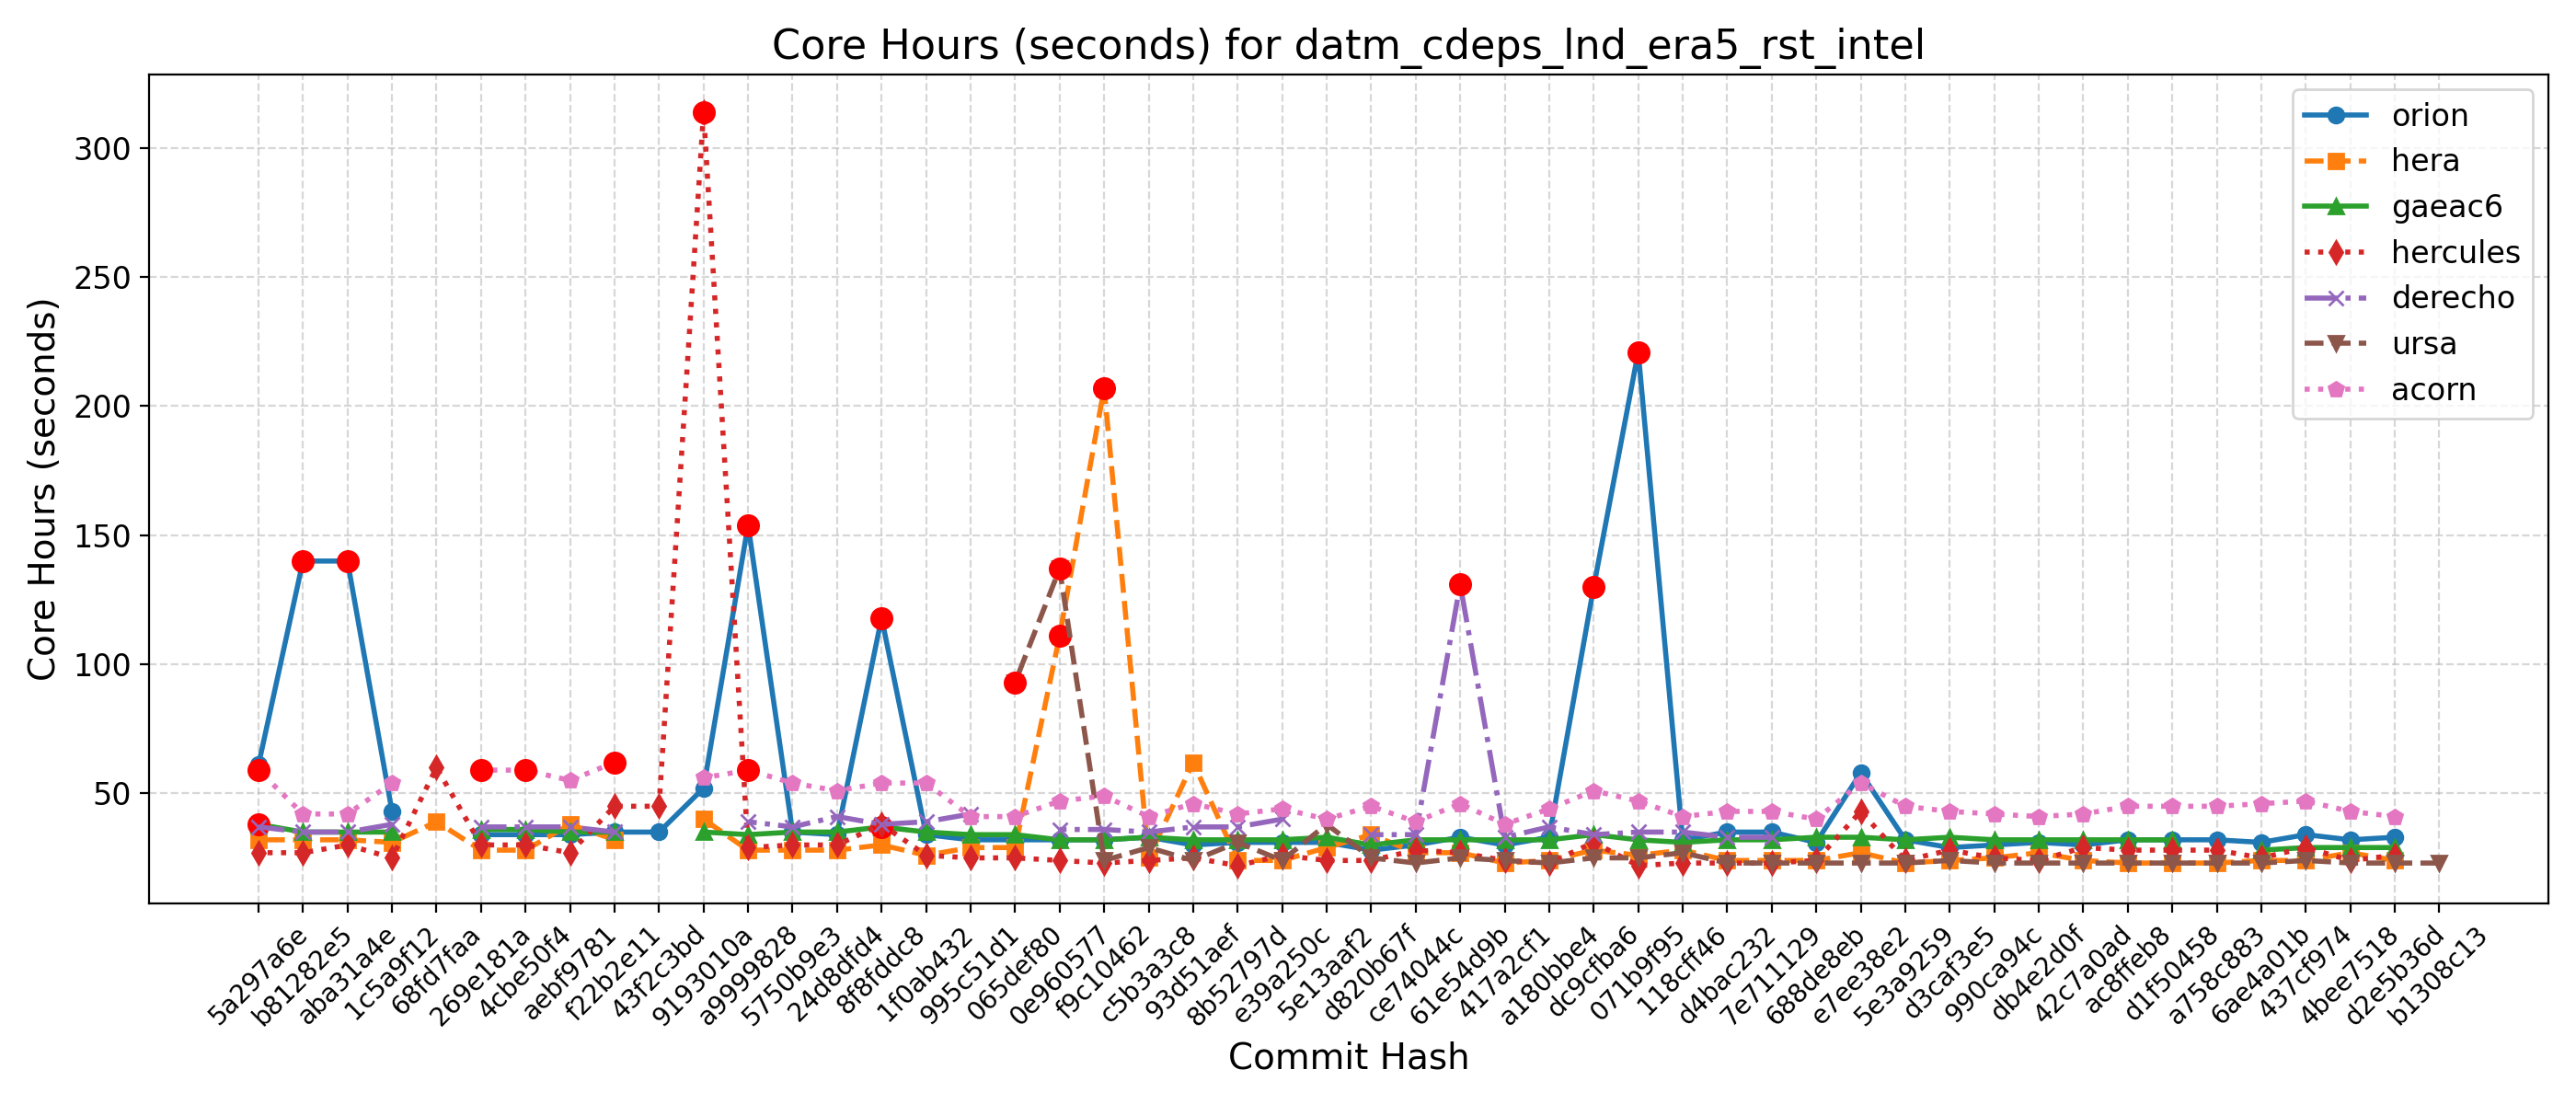 Core Hours (seconds) for datm_cdeps_lnd_era5_rst_intel
Core Hours (seconds)
300
250
200
150
100
50
orion
hera
gaeac6
hercules
derecho
ursa
acorn
5a297a6e
b81282e5
aba31a4e
1c5a9f12
68fd7faa
269e181a
4cbe50f4
aebf9781
f22b2e11
43f2c3bd
9193010a
a9999828
5750b9e3
24d8dfd4
8f8fddc8
1f0ab432
995c51d1
065def80
0e960577
f9c10462
c5b3a3c8
93d51aef
8b52797d
e39a250c
5e13aaf2
d820b67f
ce74044c
61e54d9b
417a2cf1
a180bbe4
dc9cfba6
071b9f95
118cff46
d4bac232
7e711129
688de8eb
e7ee38e2
5e3a9259
d3caf3e5
990ca94c
db4e2d0f
42c7a0ad
ac8ffeb8
d1f50458
a758c883
6ae4a01b
437cf974
4bee7518
d2e5b36d
b1308c13
Commit Hash